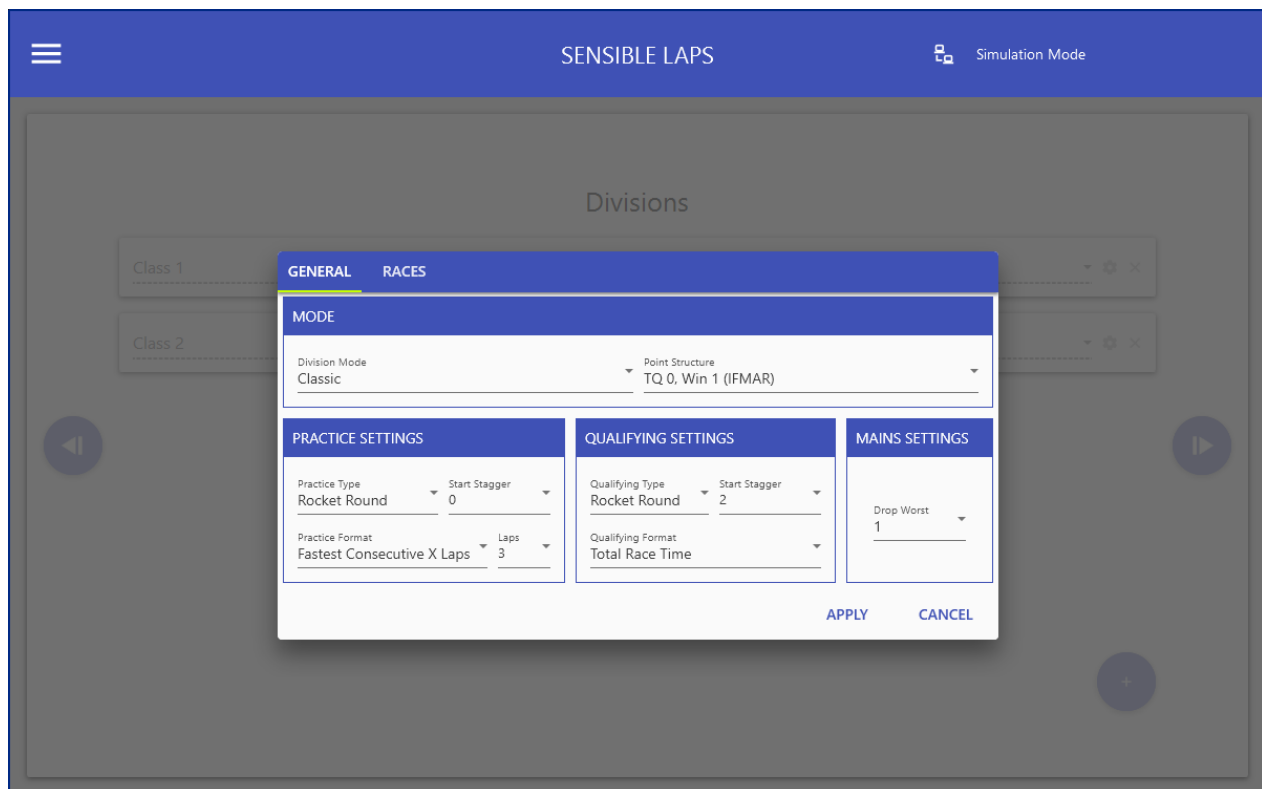 SENSIBLE LAPS
Simulation Mode
Divisions
Class 1
Class 2
GENERAL RACES
MODE
Division Mode
Classic
Point Structure
TQ 0, Win 1 (IFMAR)
PRACTICE SETTINGS
Practice Type
Rocket Round
Start Stagger
0
Practice Format
Fastest Consecutive X Laps
Laps
3
QUALIFYING SETTINGS
Qualifying Type
Rocket Round
Start Stagger
2
Qualifying Format
Total Race Time
MAINS SETTINGS
Drop Worst
1
APPLY CANCEL